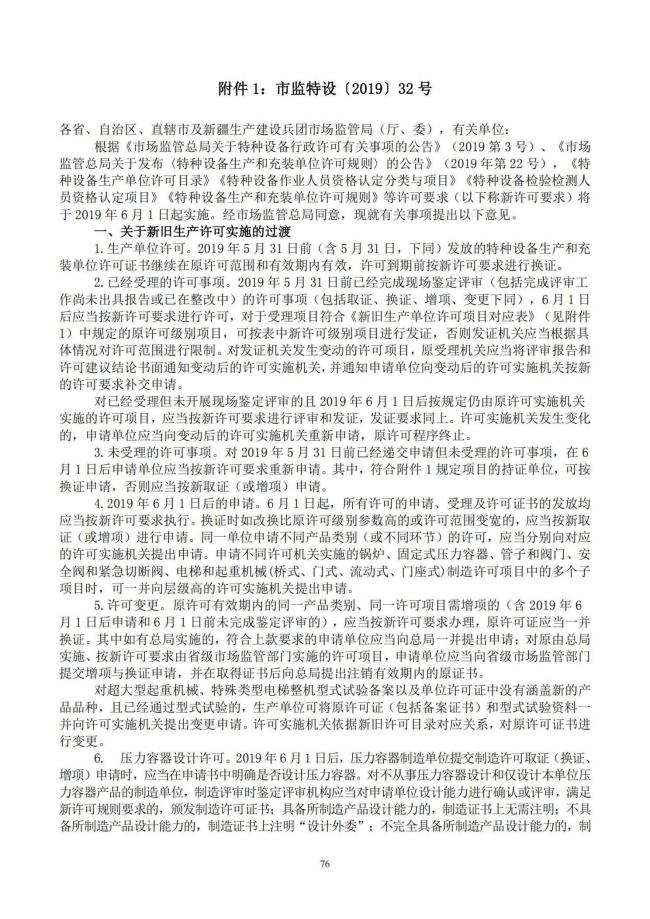 附件 1：市监特设〔2019〕32 号
各省、自治区、直辖市及新疆生产建设兵团市场监管局（厅、委），有关单位：
根据《市场监管总局关于特种设备行政许可有关事项的公告》（2019 第 3 号）、《市场
监管总局关于发布〈特种设备生产和充装单位许可规则〉的公告》（2019 年第 22 号），《特
种设备生产单位许可目录》《特种设备作业人员资格认定分类与项目》《特种设备检验检测人
员资格认定项目》《特种设备生产和充装单位许可规则》等许可要求（以下称新许可要求）将
于 2019 年 6 月 1 日起实施。经市场监管总局同意，现就有关事项提出以下意见。
一、关于新旧生产许可实施的过渡
1.生产单位许可。2019 年 5 月 31 日前（含 5 月 31 日，下同）发放的特种设备生产和充
装单位许可证书继续在原许可范围和有效期内有效，许可到期前按新许可要求进行换证。
2.已经受理的许可事项。2019 年 5 月 31 日前已经完成现场鉴定评审（包括完成评审工
作尚未出具报告或已在整改中）的许可事项（包括取证、换证、增项、变更下同），6 月 1 日
后应当按新许可要求进行许可，对于受理项目符合《新旧生产单位许可项目对应表》（见附件
1）中规定的原许可级别项目，可按表中新许可级别项目进行发证，否则发证机关应当根据具
体情况对许可范围进行限制。对发证机关发生变动的许可项目，原受理机关应当将评审报告和
许可建议结论书面通知变动后的许可实施机关，并通知申请单位向变动后的许可实施机关按新
的许可要求补交申请。
对已经受理但未开展现场鉴定评审的且 2019 年 6 月 1 日后按规定仍由原许可实施机关
实施的许可项目，应当按新许可要求进行评审和发证，发证要求同上。许可实施机关发生变化
的，申请单位应当向变动后的许可实施机关重新申请，原许可程序终止。
3.未受理的许可事项。对 2019 年 5 月 31 日前已经递交申请但未受理的许可事项，在 6
月 1 日后申请单位应当按新许可要求重新申请。其中，符合附件 1 规定项目的持证单位，可按
换证申请，否则应当按新取证（或增项）申请。
4.2019 年 6 月 1 日后的申请。6 月 1 日起，所有许可的申请、受理及许可证书的发放均
应当按新许可要求执行。换证时如改换比原许可级别参数高的或许可范围变宽的，应当按新取
证（或增项）进行申请。同一单位申请不同产品类别（或不同环节）的许可，应当分别向对应
的许可实施机关提出申请。申请不同许可机关实施的锅炉、固定式压力容器、管子和阀门、安
全阀和紧急切断阀、电梯和起重机械(桥式、门式、流动式、门座式)制造许可项目中的多个子
项目时，可一并向层级高的许可实施机关提出申请。
5.许可变更。原许可有效期内的同一产品类别、同一许可项目需增项的（含 2019 年 6
月 1 日后申请和 6 月 1 日前未完成鉴定评审的），应当按新许可要求办理，原许可证应当一并
换证。其中如有总局实施的，符合上款要求的申请单位应当向总局一并提出申请；对原由总局
实施、按新许可要求由省级市场监管部门实施的许可项目，申请单位应当向省级市场监管部门
提交增项与换证申请，并在取得证书后向总局提出注销有效期内的原证书。
对超大型起重机械、特殊类型电梯整机型式试验备案以及单位许可证中没有涵盖新的产
品品种，且已经通过型式试验的，生产单位可将原许可证（包括备案证书）和型式试验资料一
并向许可实施机关提出变更申请。许可实施机关依据新旧许可目录对应关系，对原许可证书进
行变更。
6. 压力容器设计许可。2019 年 6 月 1 日后，压力容器制造单位提交制造许可取证（换证、
增项）申请时，应当在申请书中明确是否设计压力容器。对不从事压力容器设计和仅设计本单位压
力容器产品的制造单位，制造评审时鉴定评审机构应当对申请单位设计能力进行确认或评审，满足
新许可规则要求的，颁发制造许可证书；具备所制造产品设计能力的，制造证书上无需注明；不具
备所制造产品设计能力的，制造证书上注明“设计外委”；不完全具备所制造产品设计能力的，制
76